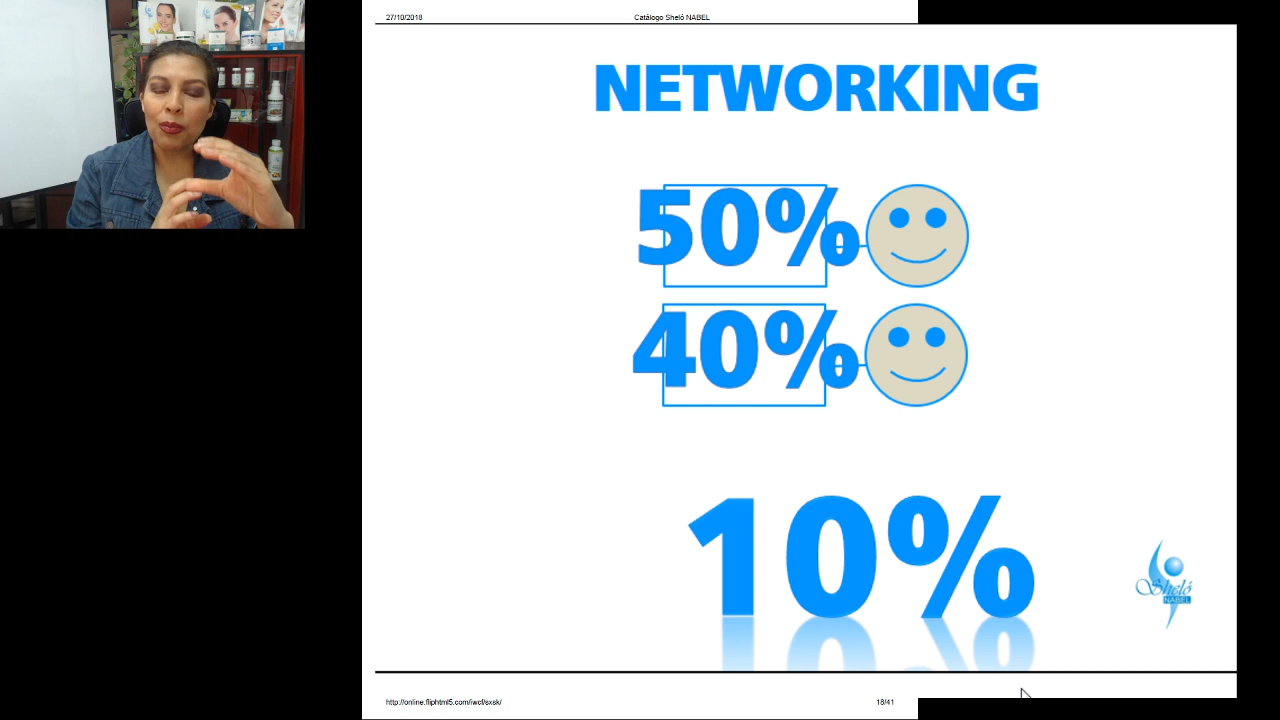 27/10/2018
Catálogo Sheló NABEL
NETWORKING
50%
40%
10%
Sheló
NABEL
http://online.fliphtml5.com/iwcf/sxsk/
18/41